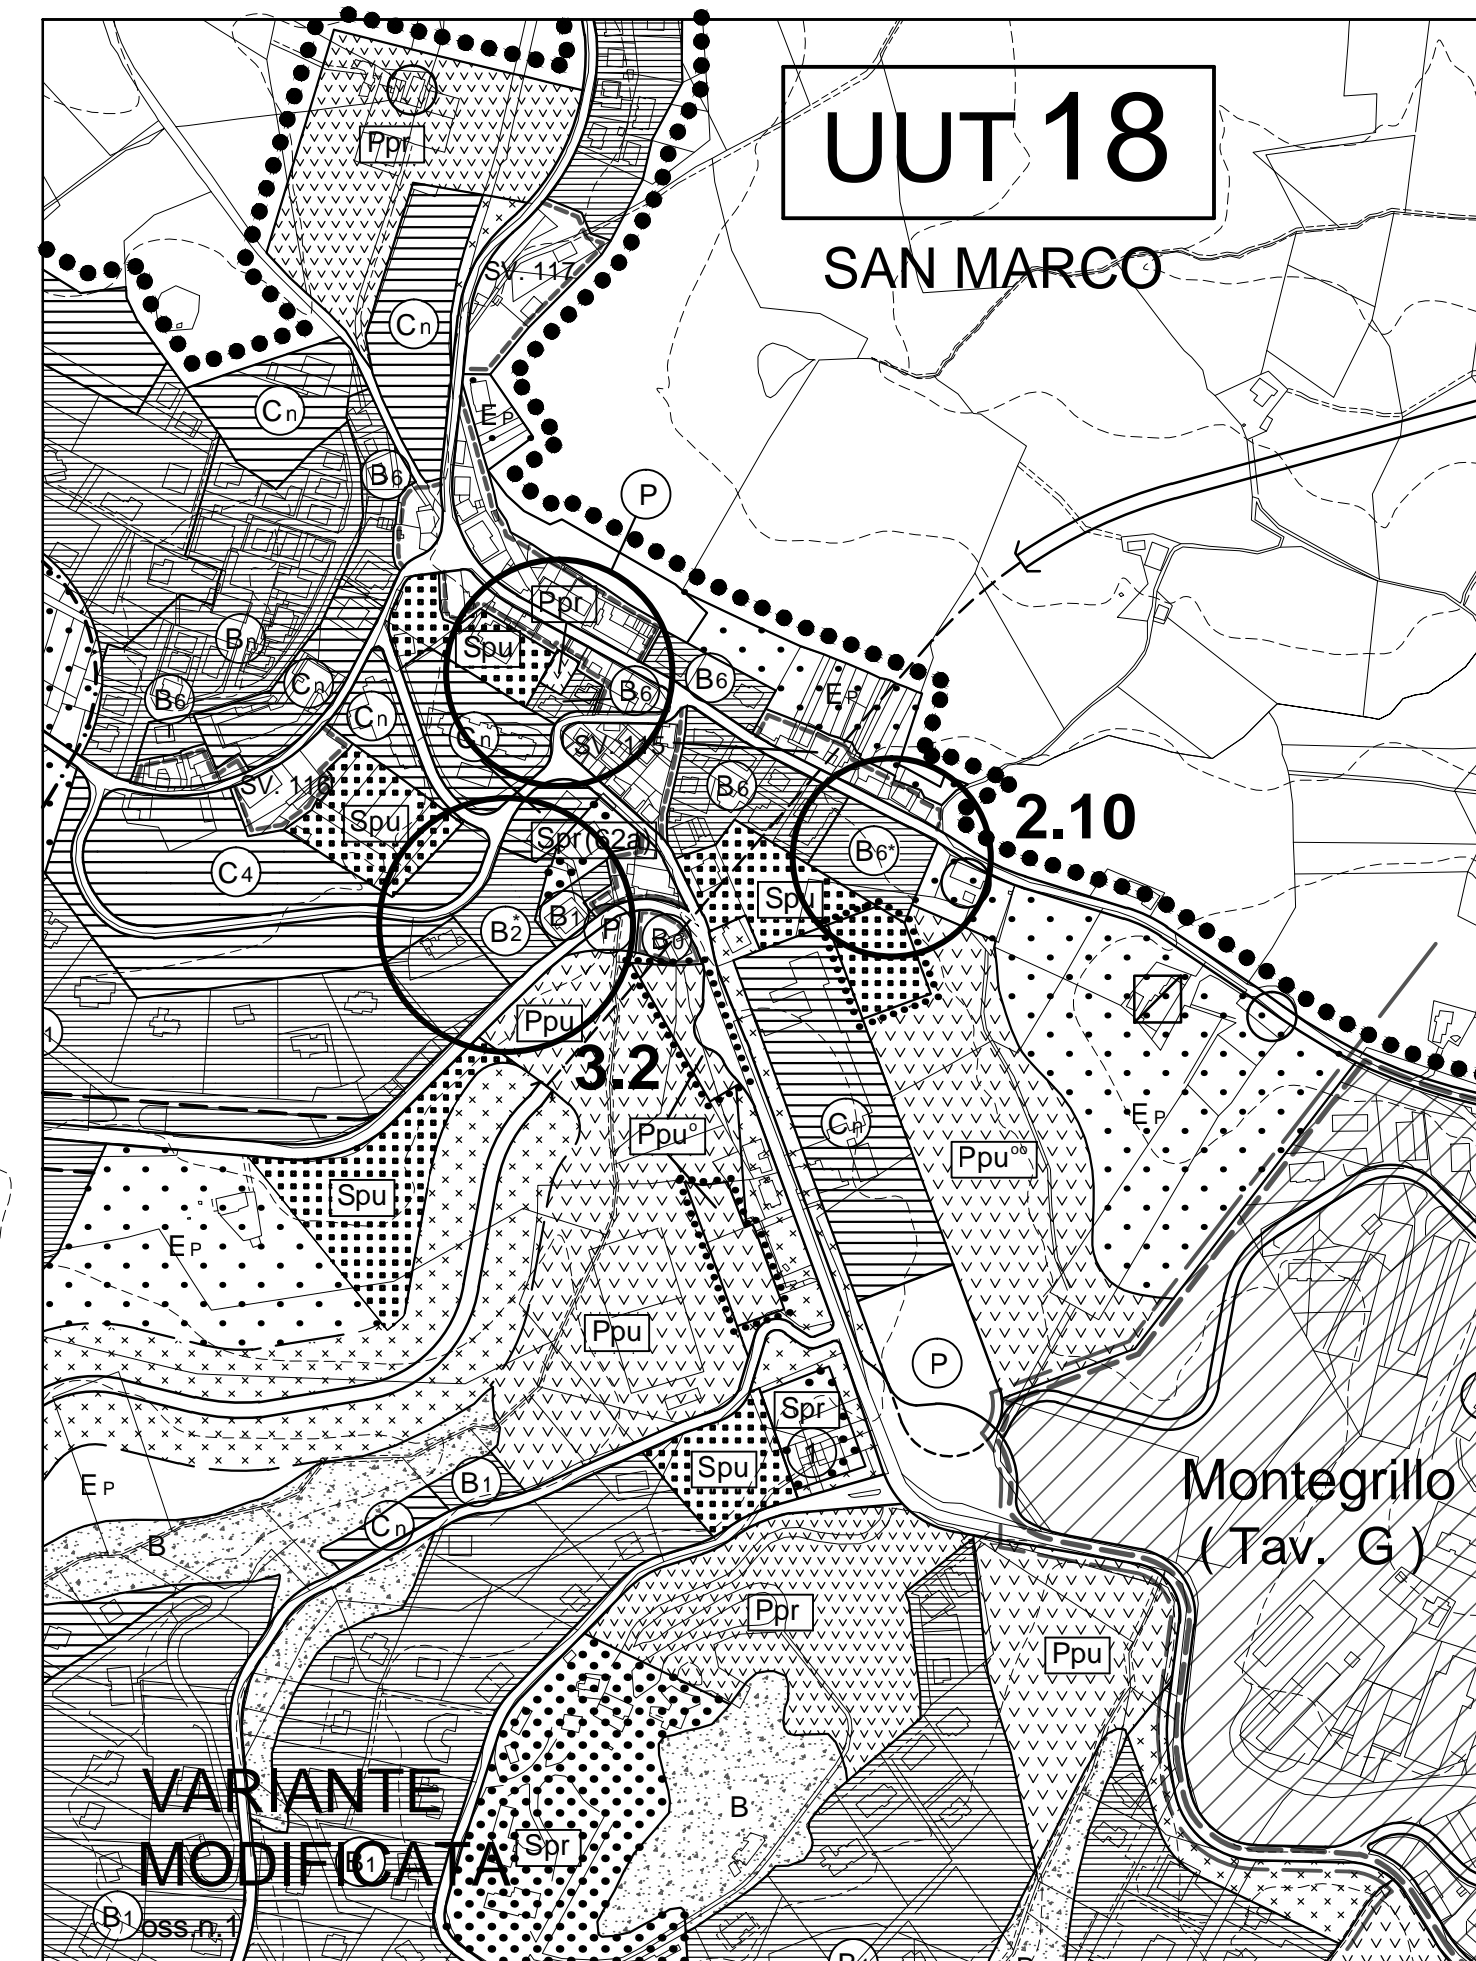 UUT 18
SAN MARCO
Ppr
SV. 117
Cn
Cn
EP
B6
P
Ppr
Spu
B6
B6
EP
Bn
Cn
B6
Cn
Cn
SV. 115
SV. 116
B6
2.10
Spu
Spr(62a)
B6*
C4
Spu
B2*
B1
P
B0
Ppu
3.2
Ppu°
Cn
Ppu°°
EP
Spu
EP
Ppu
P
Spr
Spu
B1
Cn
EP
B
Montegrillo
( Tav. G )
Ppr
Ppu
VARIANTE
MODIFICATA
B
Spr
B1
B1
oss.n.1